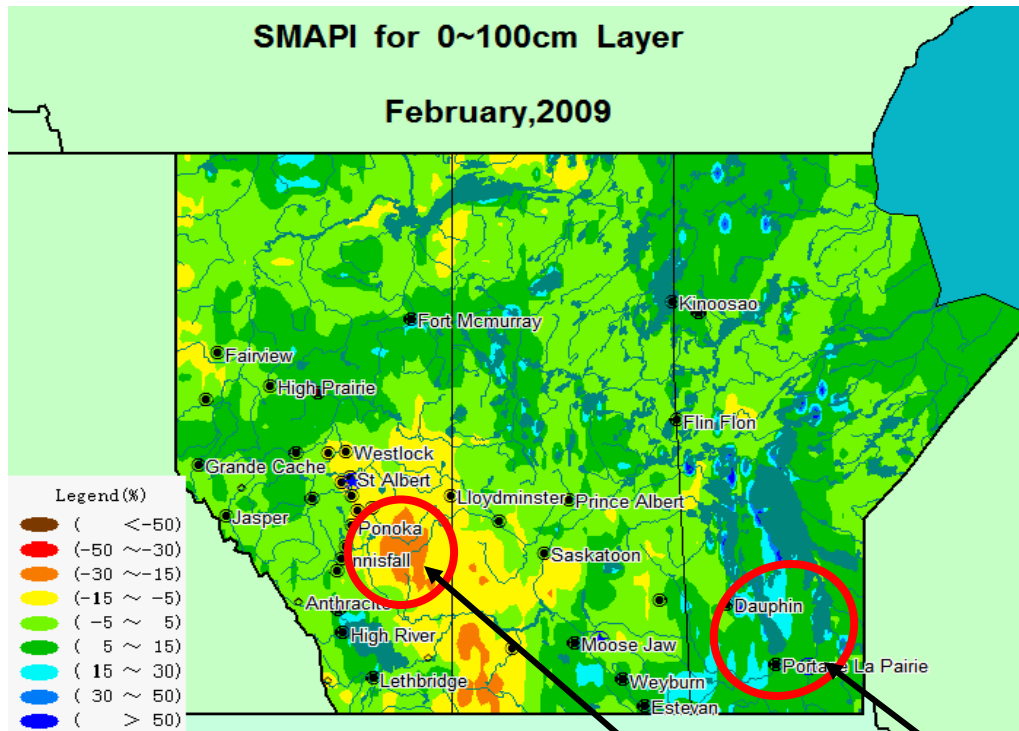 SMAPI for 0~100cm Layer
February,2009
Kinoosao
Fort Mcmurray
Fairview
High Prairie
Flin Flon
Westlock
Grande Cache
St Albert
Legend(%)
Lloydminster
Prince Albert
Jasper
( <-50)
Ponoka
(-50 ~-30)
nnisfall
Saskatoon
(-30 ~-15)
(-15 ~ -5)
Anthracite
Dauphin
( -5 ~ 5)
High River
Moose Jaw
( 5 ~ 15)
Portage La Pairie
( 15 ~ 30)
Lethbridge
Weyburn
( 30 ~ 50)
Estevan
( > 50)